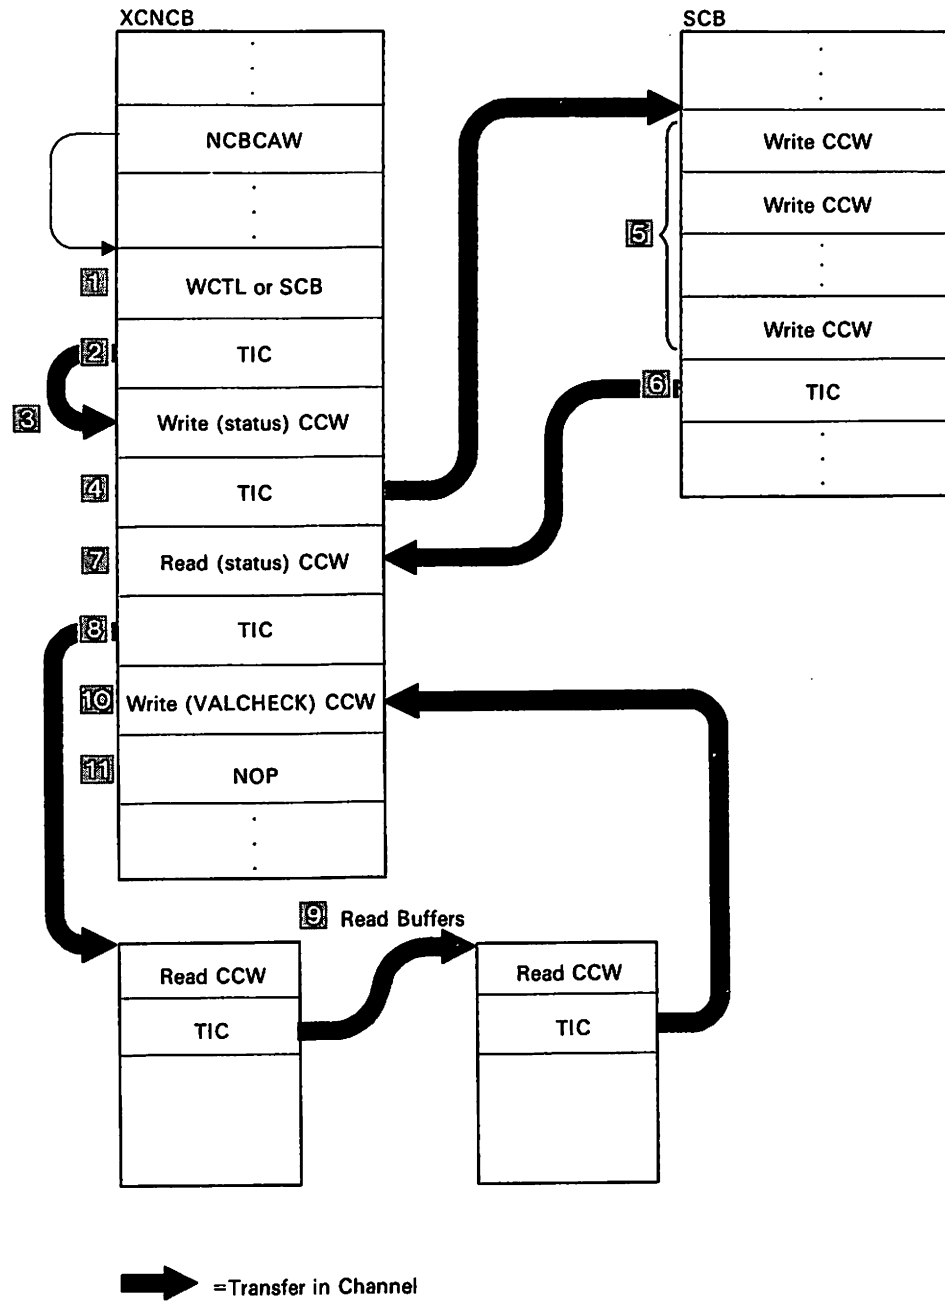 XCNCB
SCB
NCBCAW
Write CCW
Write CCW
5
1 WCTL or SCB
Write CCW
2 TIC
6 TIC
3 Write (status) CCW
4 TIC
7 Read (status) CCW
8 TIC
10 Write (VALCHECK) CCW
11 NOP
9 Read Buffers
Read CCW
Read CCW
TIC
TIC
=Transfer in Channel